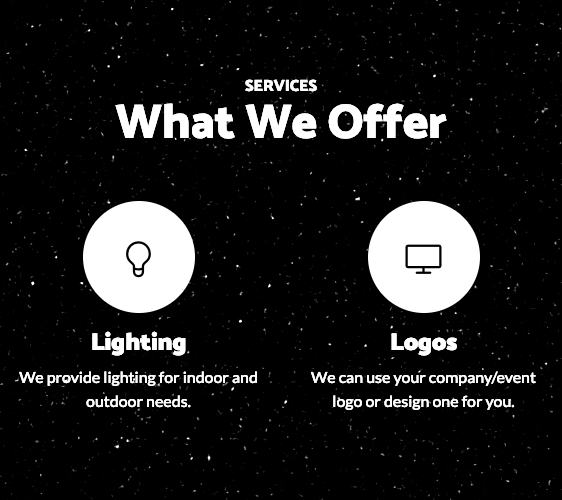 SERVICES
What We Offer
Lighting
We provide lighting for indoor and
outdoor needs.
Logos
We can use your company/event
logo or design one for you.